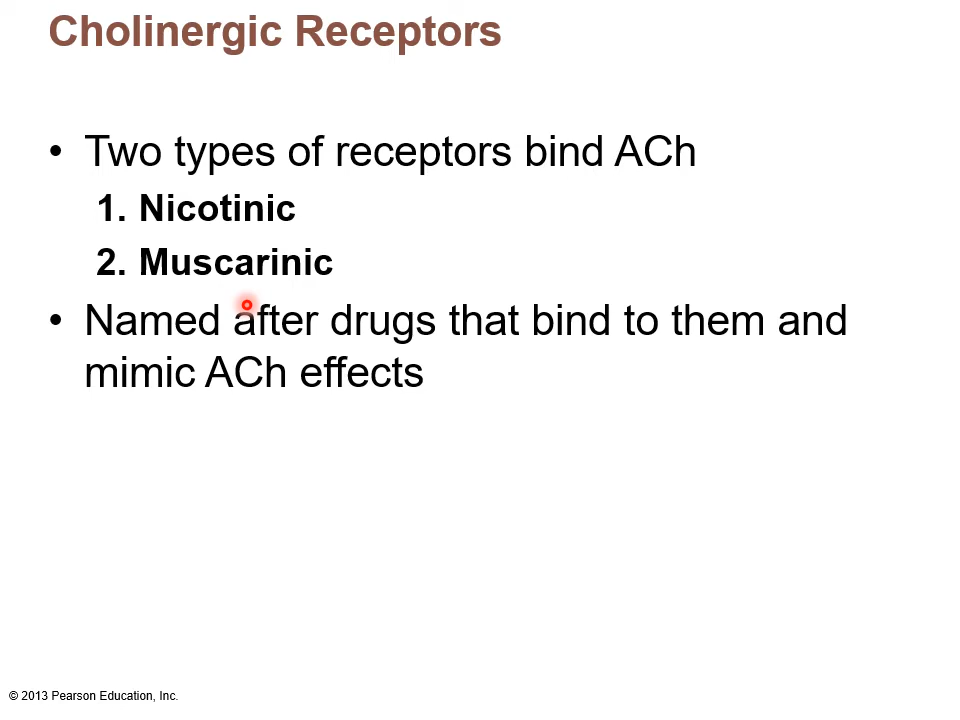 Cholinergic Receptors
• Two types of receptors bind ACh
1. Nicotinic
2. Muscarinic
• Named after drugs that bind to them and
mimic ACh effects
© 2013 Pearson Education, Inc.